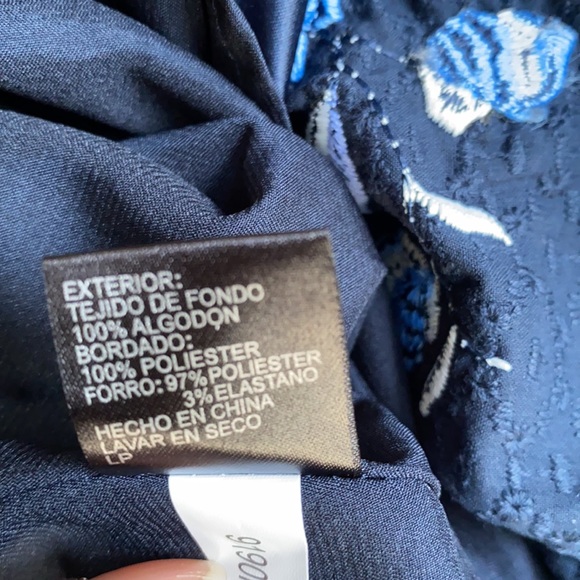 EXTERIOR:
TEJIDO DE FONDO
100% ALGODON
BORDADO:
100% POLIESTER
FORRO: 97% POLIESTER
3% ELASTANO
HECHO EN CHINA
LAVAR EN SECO
LP